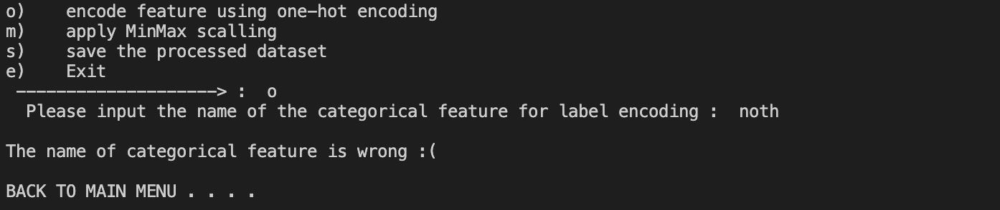 o)    encode feature using one-hot encoding
m)    apply MinMax scalling
s)    save the processed dataset
e)    Exit
 --------------------> :  o
  Please input the name of the categorical feature for label encoding :  noth
The name of categorical feature is wrong :(
BACK TO MAIN MENU . . . .